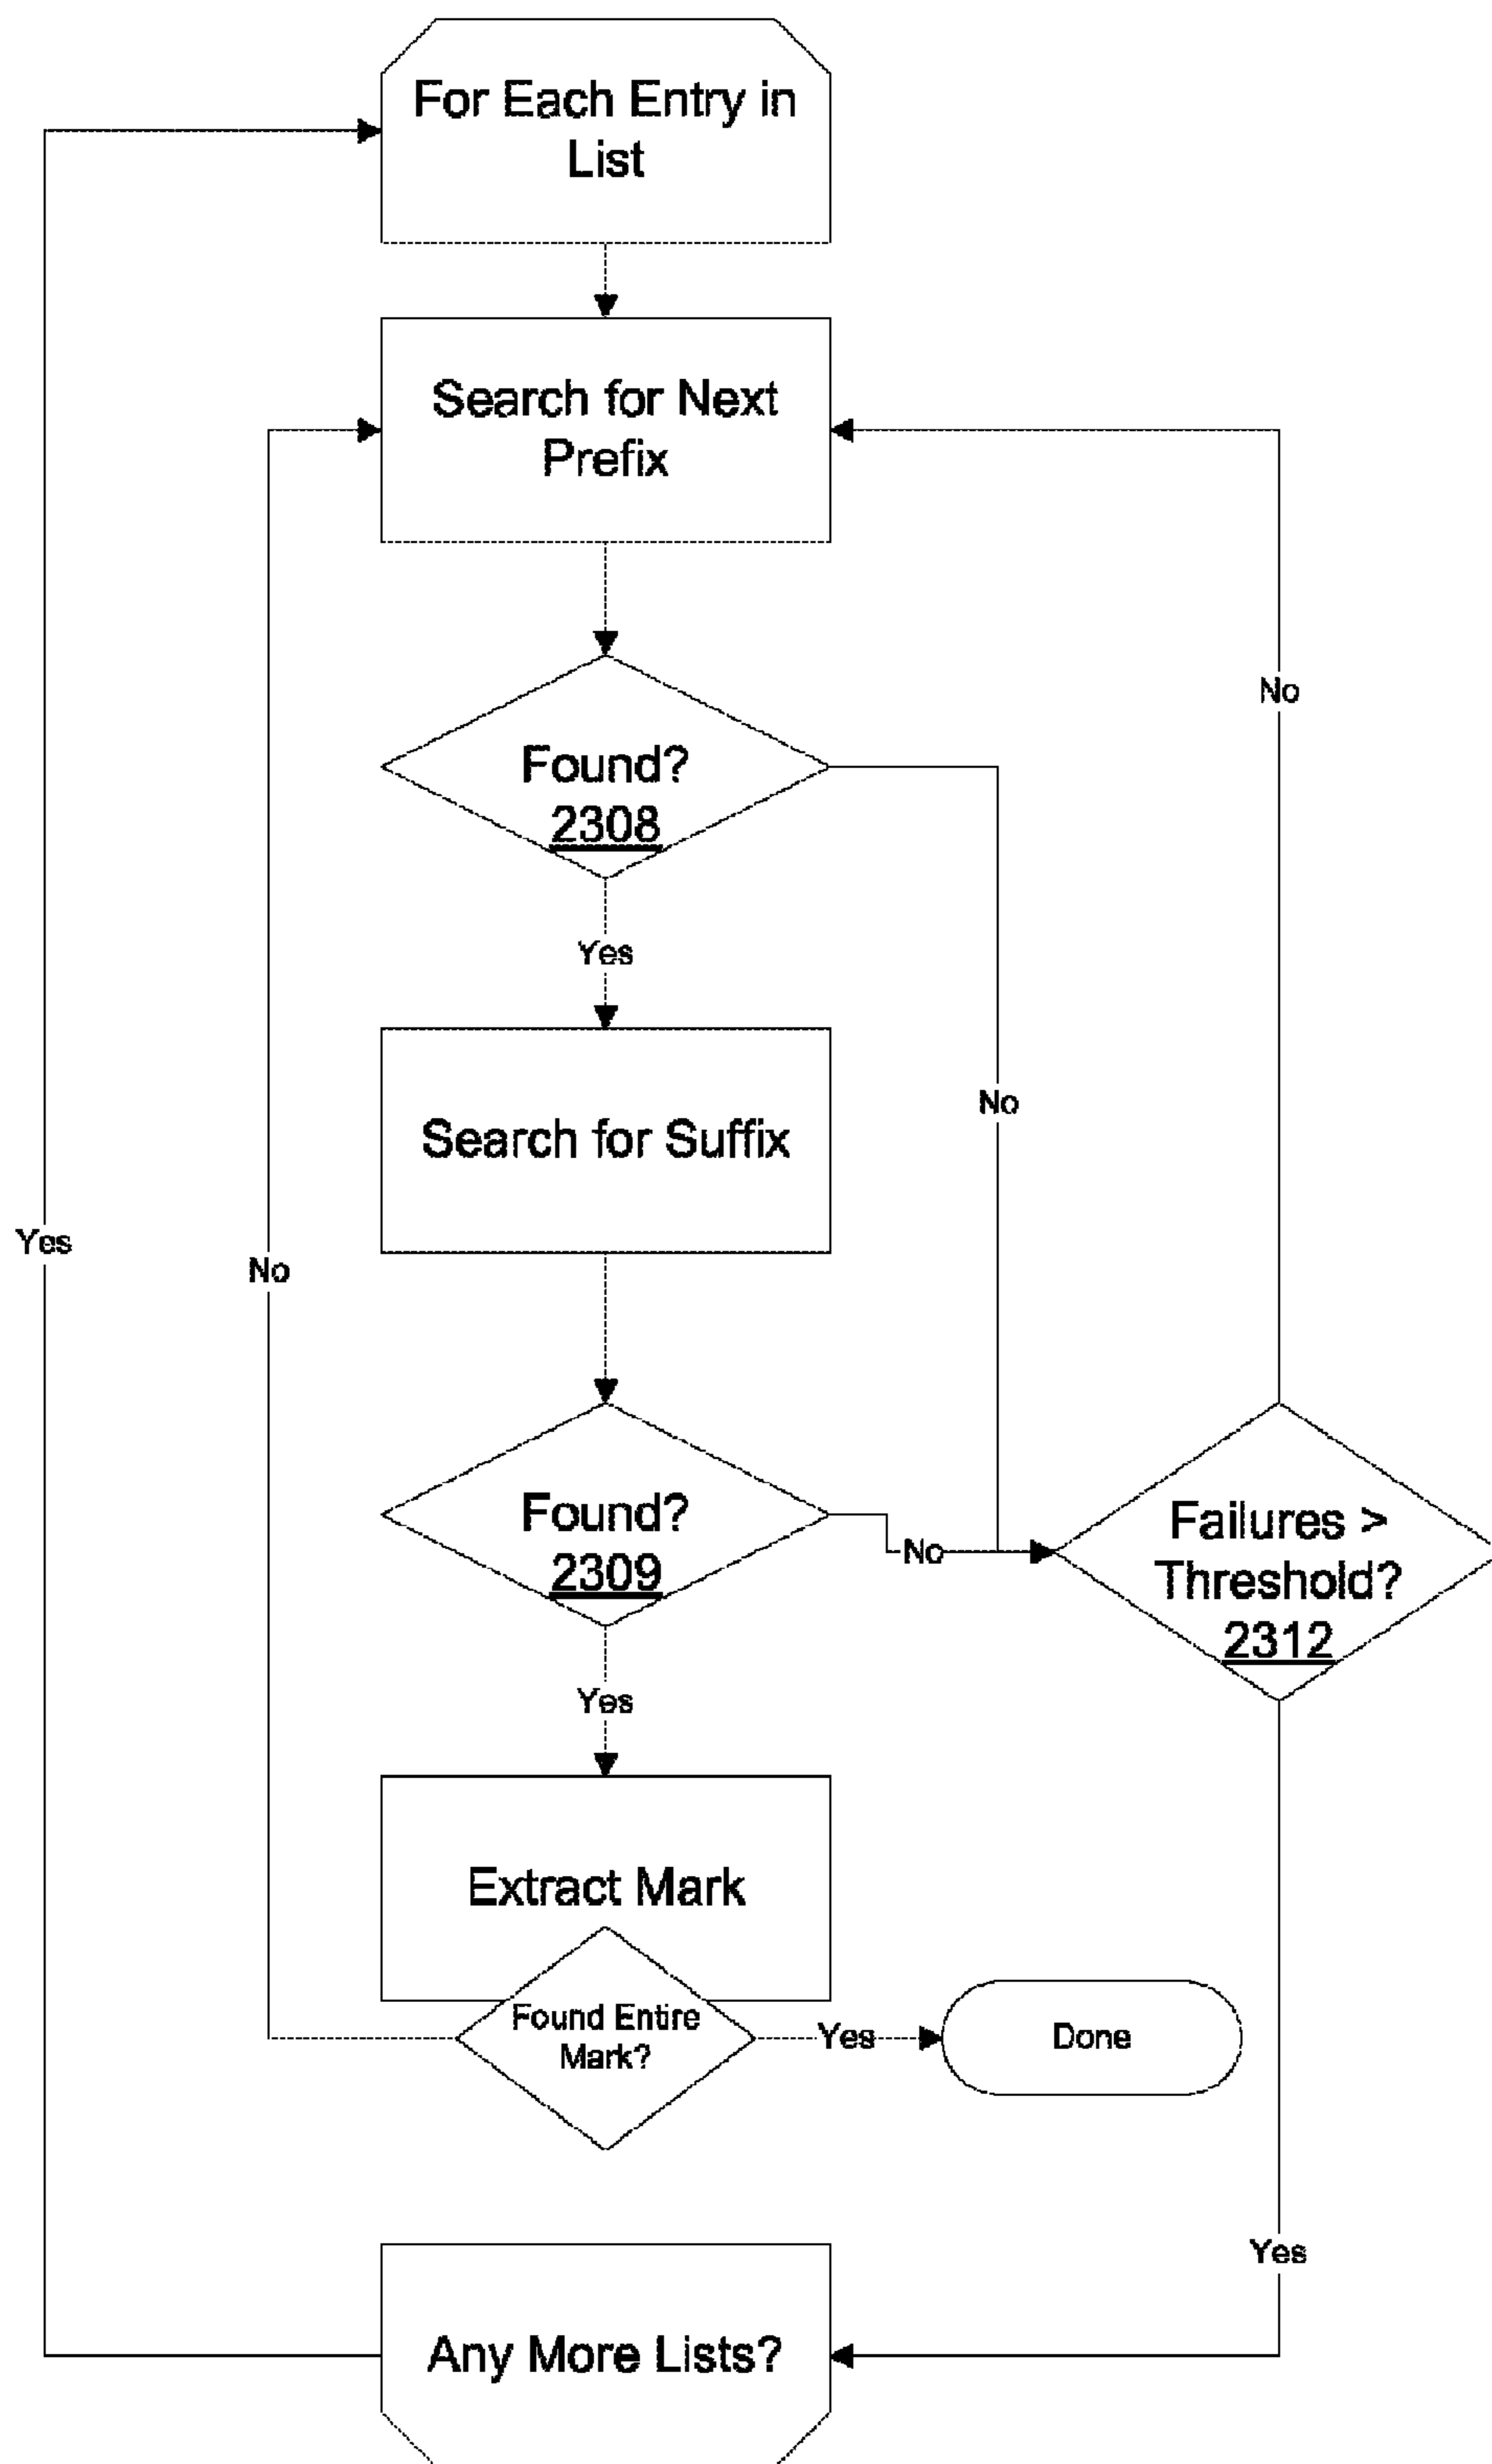 For Each Entry in
List
Search for Next
Prefix
No
Found?
2308
Yes
No
Search for Suffix
Yes
No
Found?
2309
No
Failures >
Threshold?
2312
Yes
Extract Mark
Found Entire
Mark?
Yes
Done
Yes
Any More Lists?